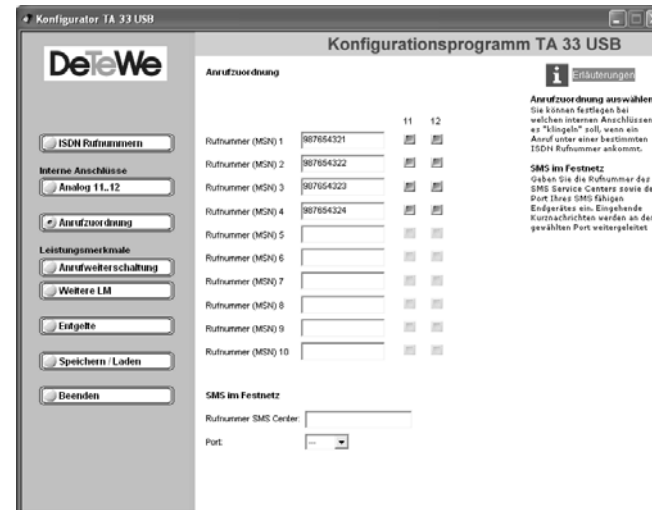 Konfigurator TA 33 USB
DeTeWe
Konfigurationsprogramm TA 33 USB
ISDN Rufnummern
Interne Anschlüsse
Analog 11..12
Anrufzuordnung
Leistungsmerkmale
Anrufweiterschaltung
Weitere LM
Entgelte
Speichern / Laden
Beenden
Anrufzuordnung
11 12
Rufnummer (MSN) 1 987654321
Rufnummer (MSN) 2 987654322
Rufnummer (MSN) 3 987654323
Rufnummer (MSN) 4 987654324
Rufnummer (MSN) 5
Rufnummer (MSN) 6
Rufnummer (MSN) 7
Rufnummer (MSN) 8
Rufnummer (MSN) 9
Rufnummer (MSN) 10
SMS im Festnetz
Rufnummer SMS Center:
Port: ---
i Erläuterungen
Anrufzuordnung auswählen
Sie können festlegen bei
welchen internen Anschlüssen
es "klingeln" soll, wenn ein
Anruf unter einer bestimmten
ISDN Rufnummer ankommt.
SMS im Festnetz
Geben Sie die Rufnummer des
SMS Service Centers sowie de
Port Ihres SMS fähigen
Endgerätes ein. Eingehende
Kurznachrichten werden an de
gewählten Port weitergeleitet